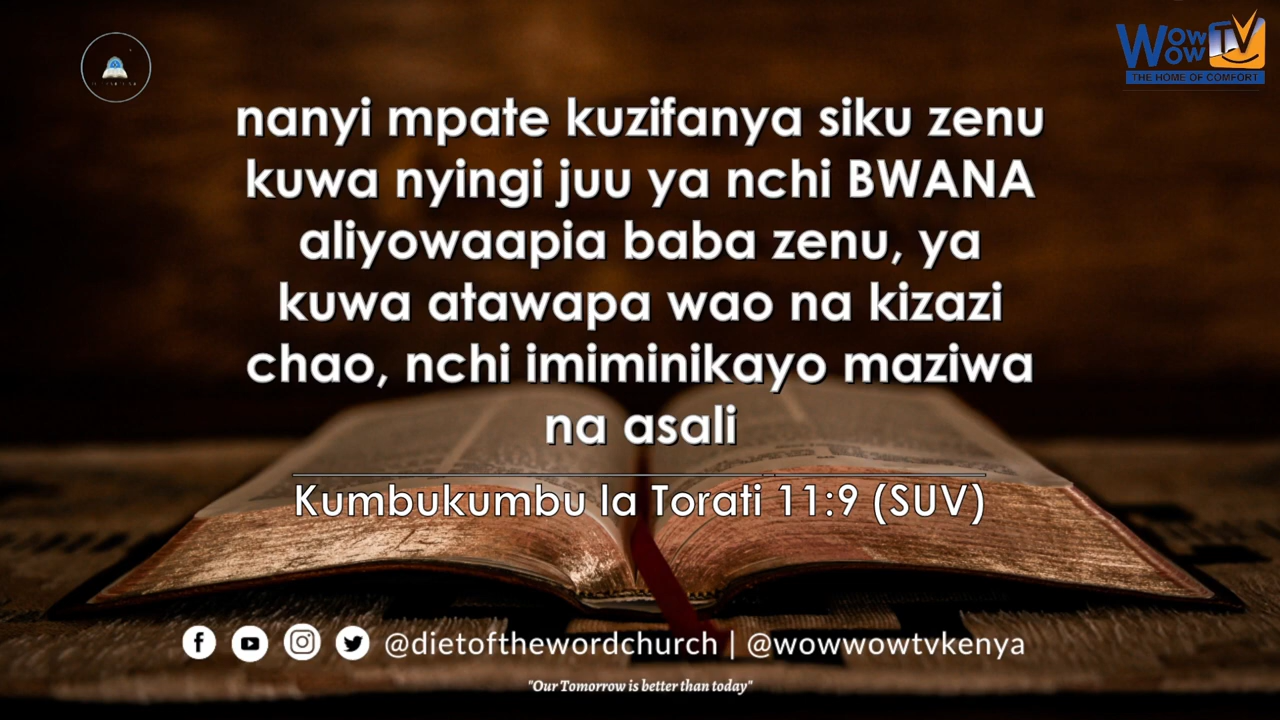 WOW WOW TV
THE HOME OF COMFORT
nanyi mpate kuzifanya siku zenu
kuwa nyingi juu ya nchi BWANA
aliyowaapia baba zenu, ya
kuwa atawapa wao na kizazi
chao, nchi imiminikayo maziwa
na asali
Kumbukumbu la Torati 11:9 (SUV)
@dietofthewordchurch | @wowwowtvkenya
"Our Tomorrow is better than today"